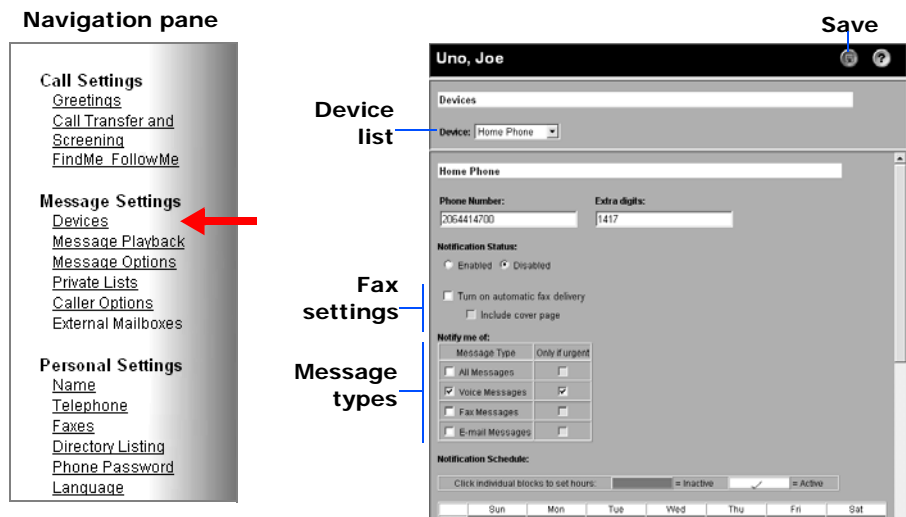 Navigation pane
Call Settings
Greetings
Call Transfer and
Screening
FindMe FollowMe
Message Settings
Devices
Message Playback
Message Options
Private Lists
Caller Options
External Mailboxes
Personal Settings
Name
Telephone
Faxes
Directory Listing
Phone Password
Language
Save
Uno, Joe
?
Devices
Device list
Device: Home Phone
Home Phone
Phone Number: Extra digits:
2064414700 1417
Notification Status:
Enabled Disabled
Fax settings
Turn on automatic fax delivery
Include cover page
Notify me of:
Message types
Message Type Only if urgent
All Messages
Voice Messages
Fax Messages
E-mail Messages
Notification Schedule:
Click individual blocks to set hours: = Inactive = Active
Sun Mon Tue Wed Thu Fri Sat